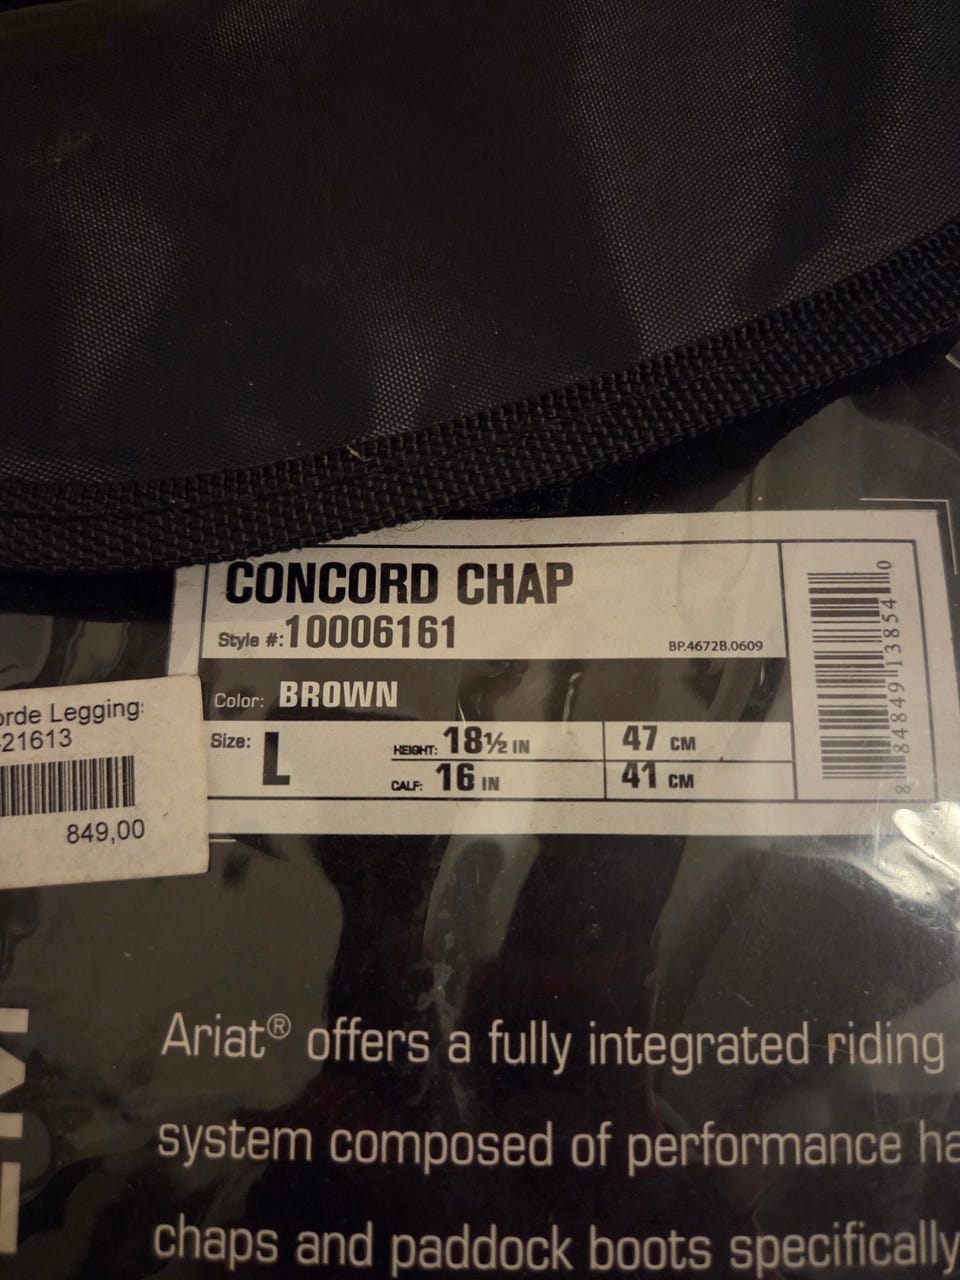 CONCORD CHAP
Style #: 10006161
BP.4672B.0609
Color: BROWN
Size: L
HEIGHT: 18½ IN 47 CM
CALF: 16 IN 41 CM
8 84849 13854 0
Legging
21613
849,00
Ariat® offers a fully integrated riding
system composed of performance
chaps and paddock boots specifically